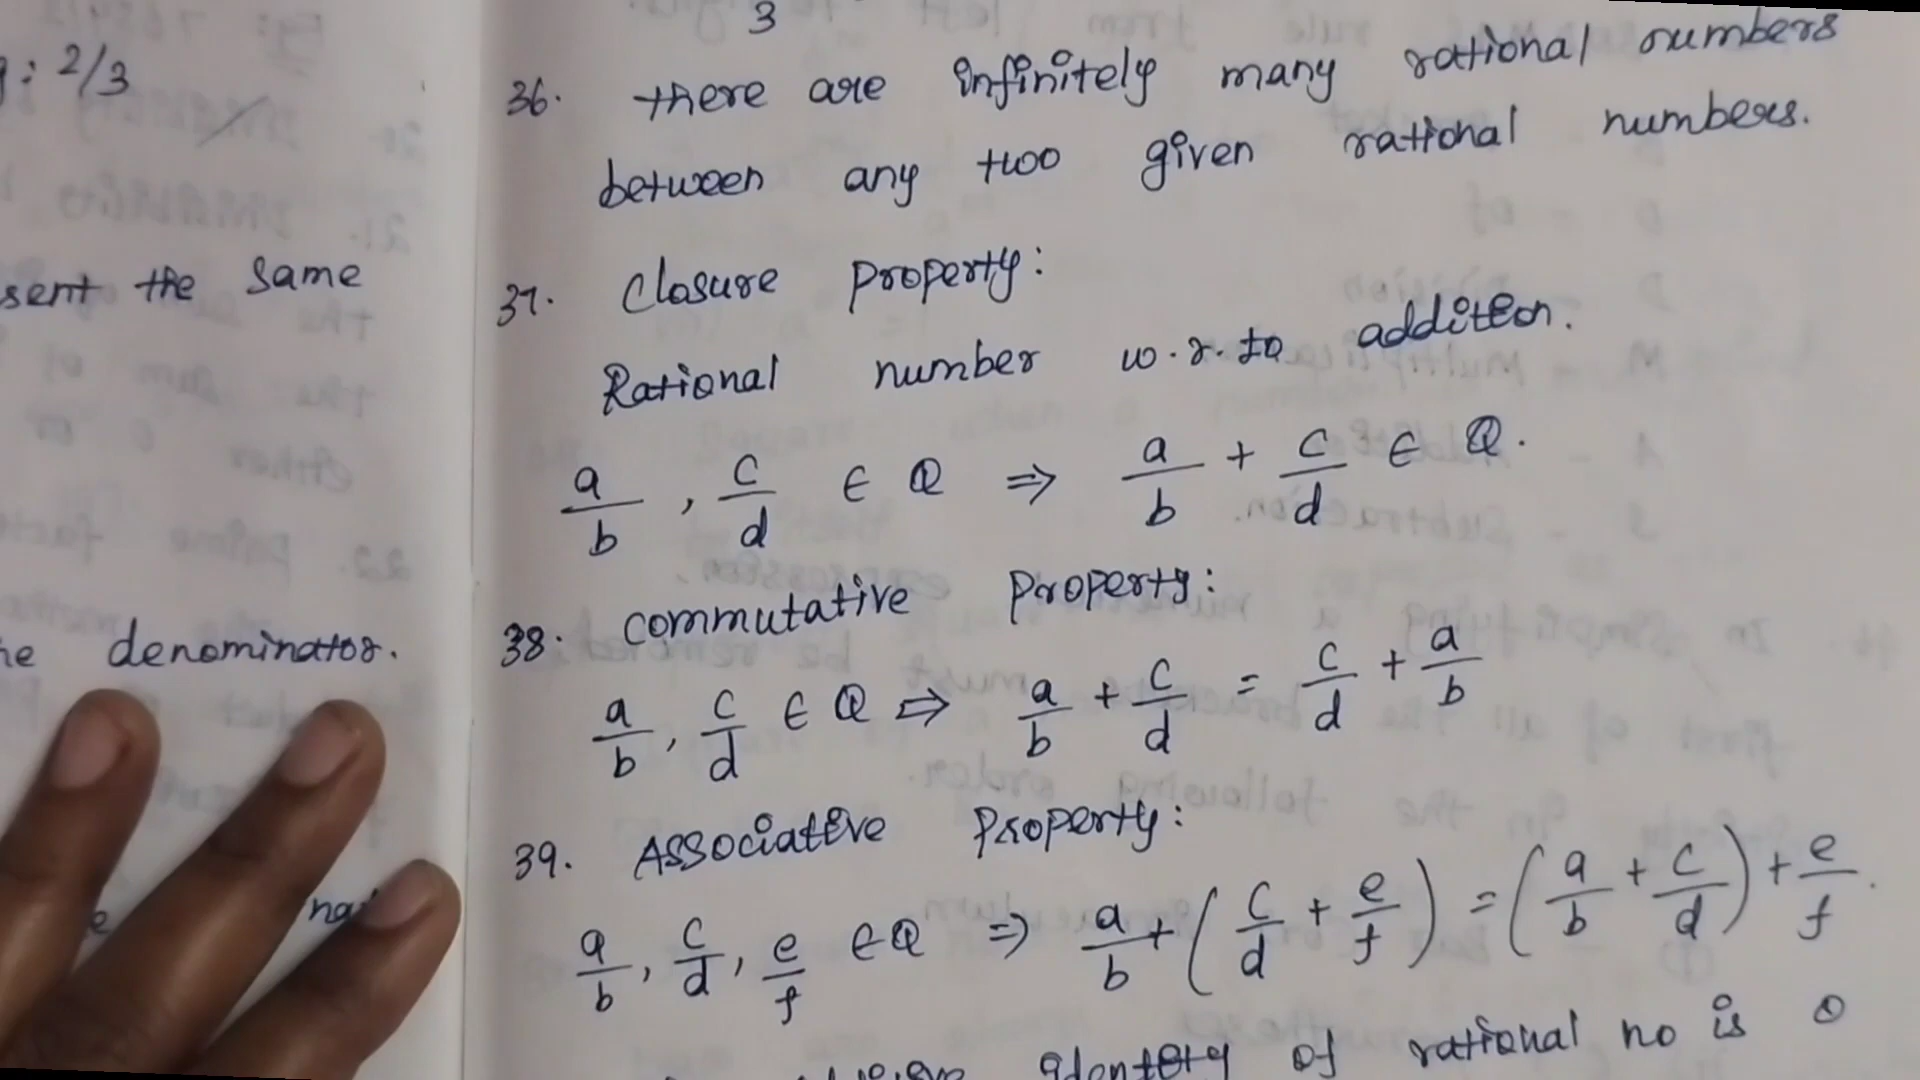 : 2/3
sent the same
denominator.
3
36. there are infinitely many rational numbers
between any two given rational numbers.
37. Closure Property:
Rational number w.r.to addition.
a/b, c/d ∈ Q ⇒ a/b + c/d ∈ Q.
38. commutative Property:
a/b, c/d ∈ Q ⇒ a/b + c/d = c/d + a/b
39. Associative Property:
a/b, c/d, e/f ∈ Q ⇒ a/b + (c/d + e/f) = (a/b + c/d) + e/f.
of rational no is 0